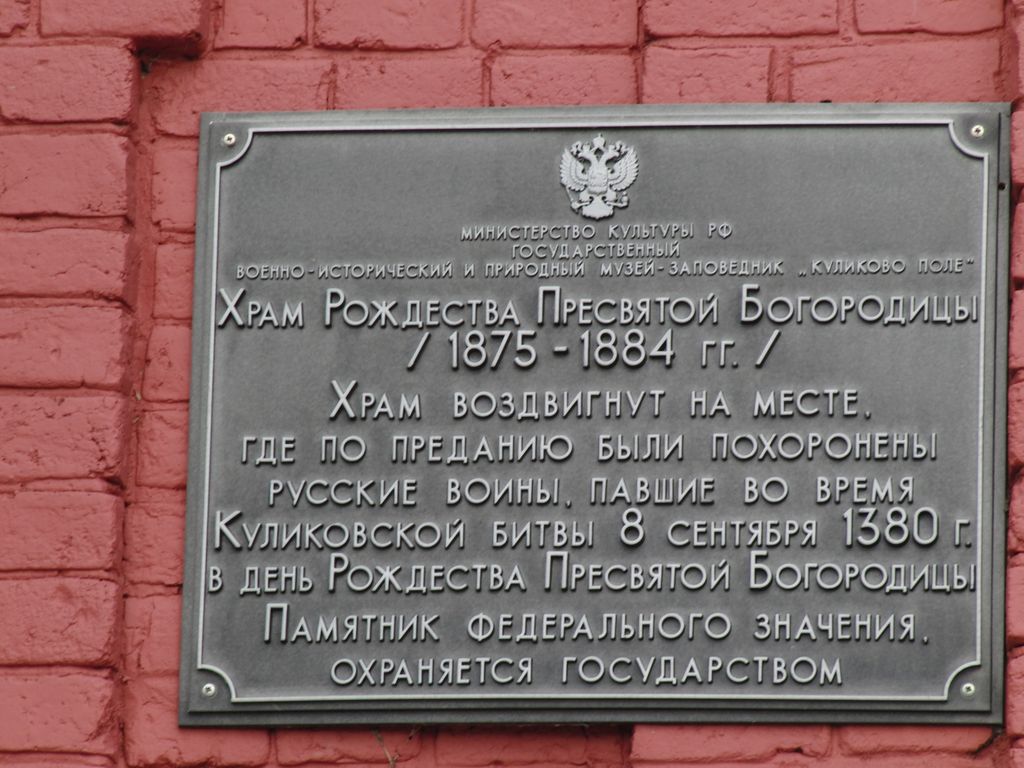 МИНИСТЕРСТВО КУЛЬТУРЫ РФ
ГОСУДАРСТВЕННЫЙ
ВОЕННО-ИСТОРИЧЕСКИЙ И ПРИРОДНЫЙ МУЗЕЙ-ЗАПОВЕДНИК „КУЛИКОВО ПОЛЕ“
ХРАМ РОЖДЕСТВА ПРЕСВЯТОЙ БОГОРОДИЦЫ
/ 1875 - 1884 гг. /
ХРАМ ВОЗДВИГНУТ НА МЕСТЕ,
ГДЕ ПО ПРЕДАНИЮ БЫЛИ ПОХОРОНЕНЫ
РУССКИЕ ВОИНЫ, ПАВШИЕ ВО ВРЕМЯ
КУЛИКОВСКОЙ БИТВЫ 8 СЕНТЯБРЯ 1380 г.
В ДЕНЬ РОЖДЕСТВА ПРЕСВЯТОЙ БОГОРОДИЦЫ
ПАМЯТНИК ФЕДЕРАЛЬНОГО ЗНАЧЕНИЯ,
ОХРАНЯЕТСЯ ГОСУДАРСТВОМ